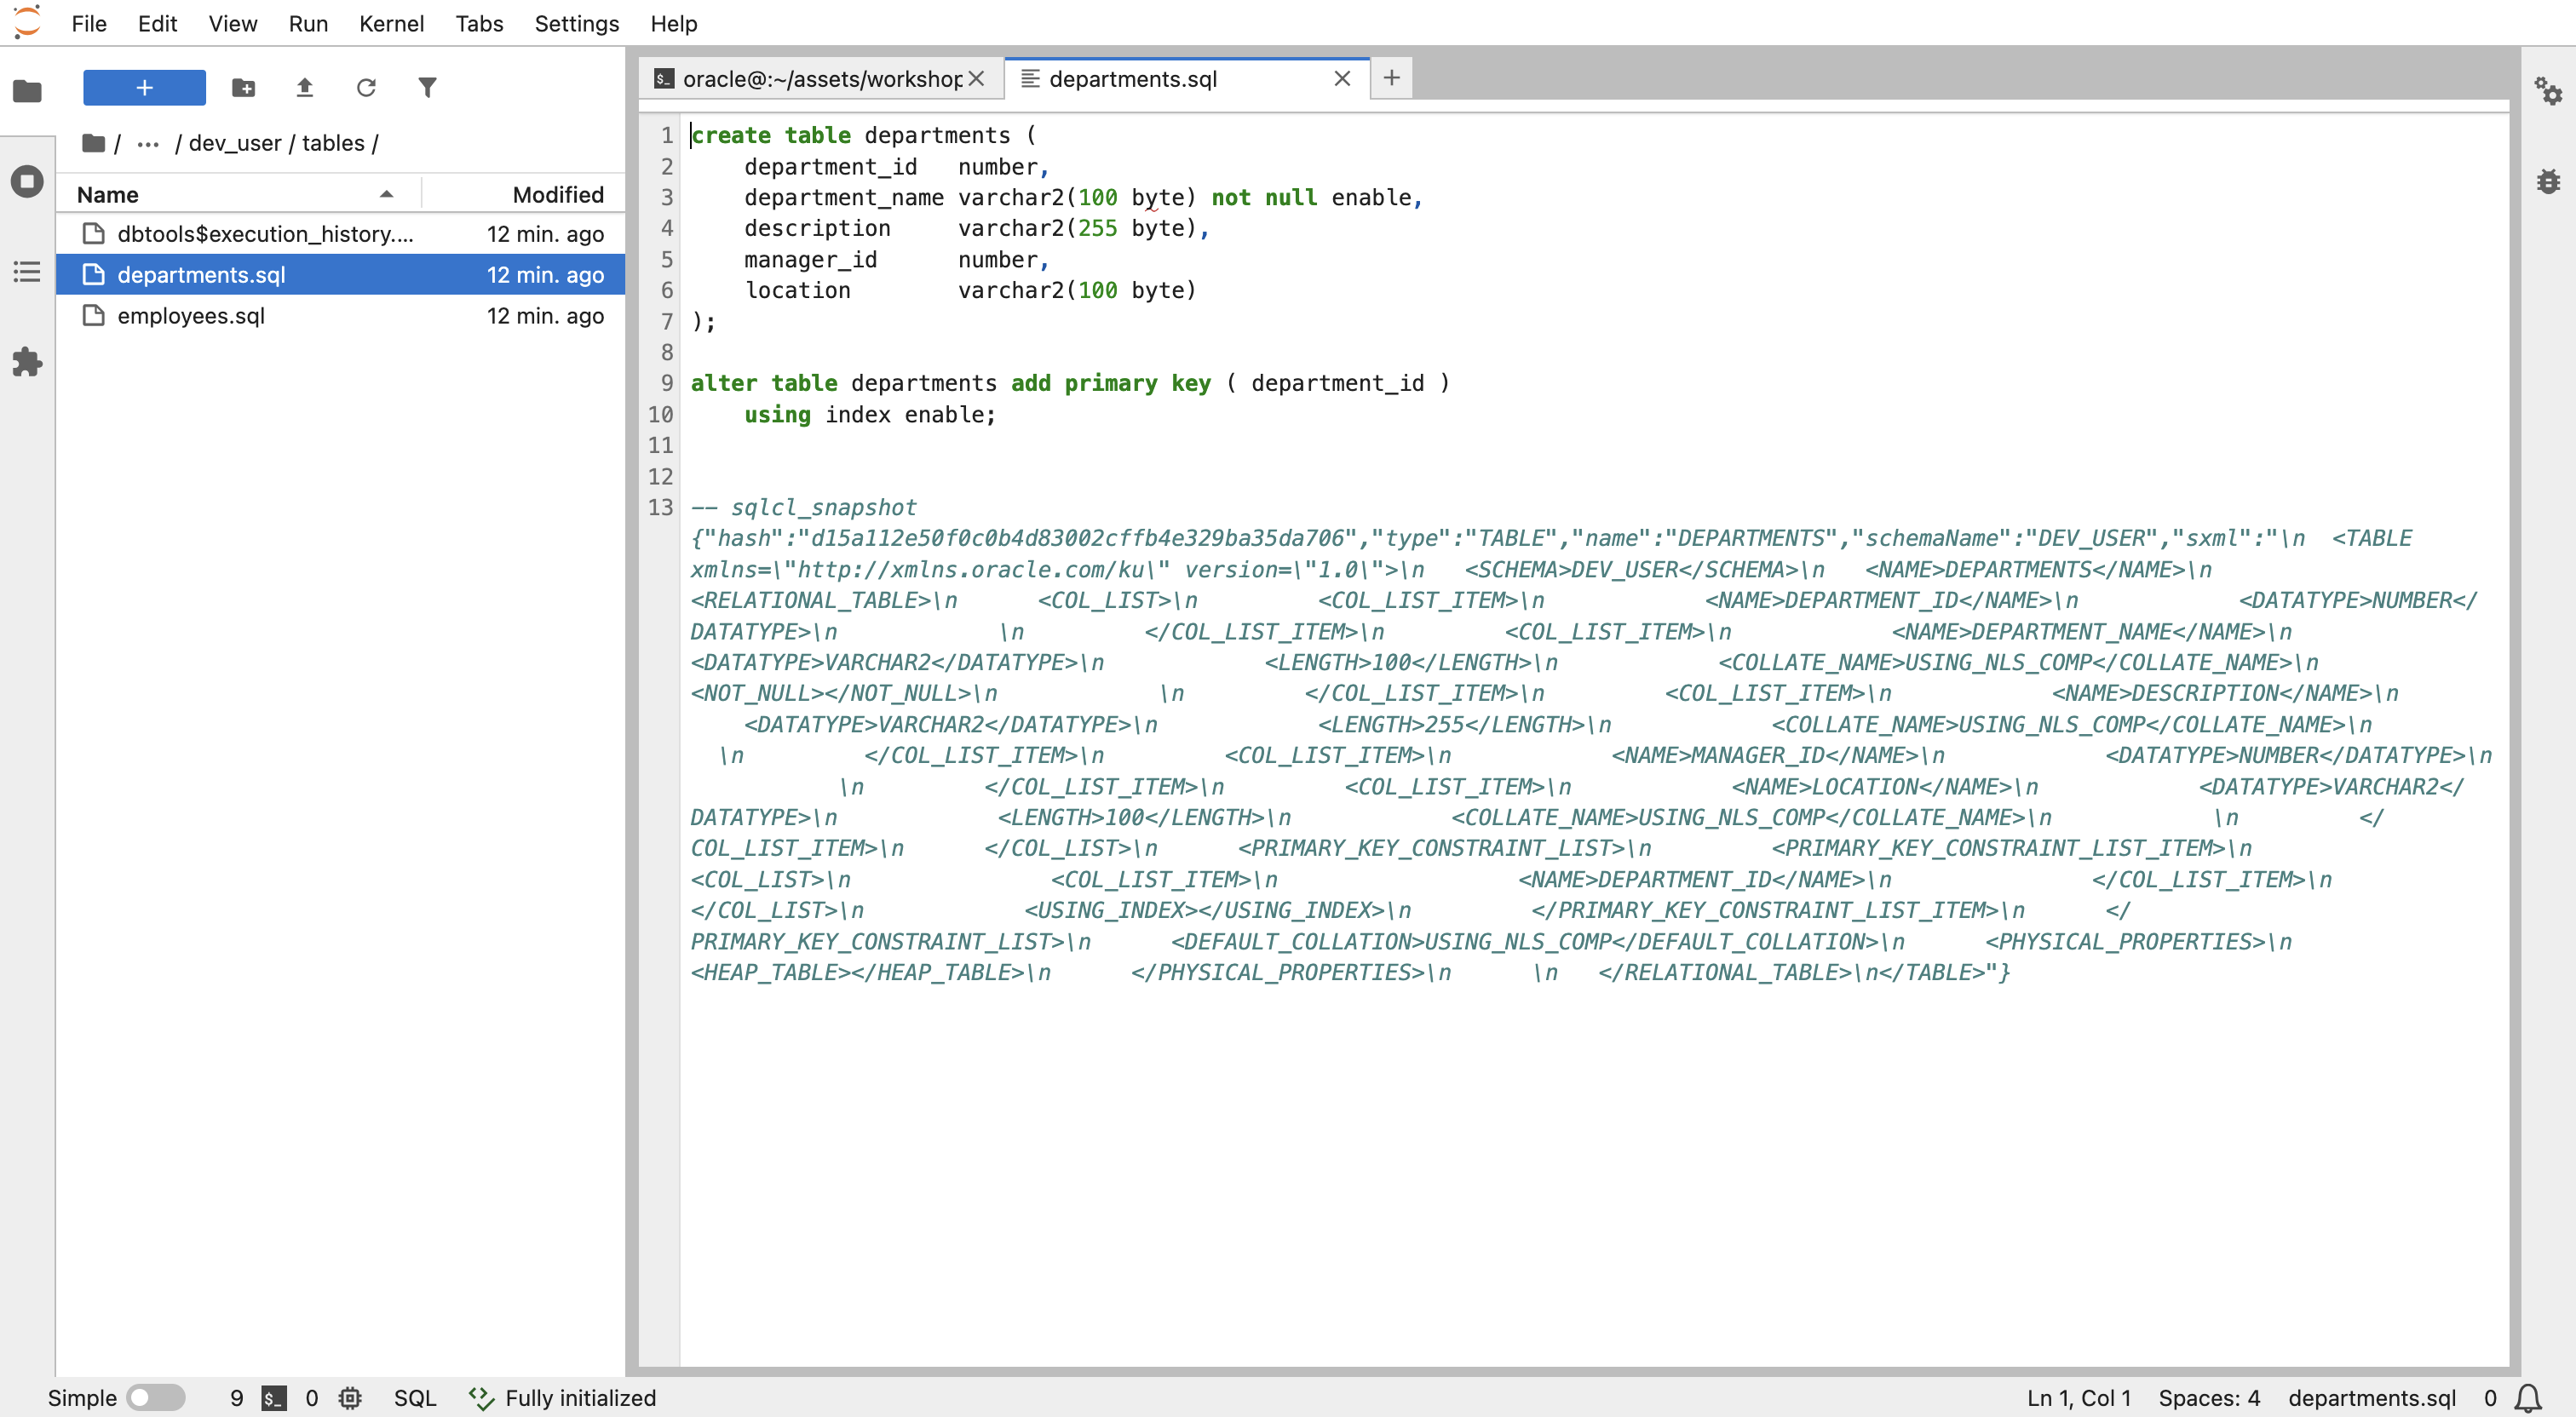 File Edit View Run Kernel Tabs Settings Help
+
/ ··· / dev_user / tables /
Name Modified
dbtools$execution_history.... 12 min. ago
departments.sql 12 min. ago
employees.sql 12 min. ago
oracle@:~/assets/workshop
departments.sql
+
1 create table departments (
2     department_id   number,
3     department_name varchar2(100 byte) not null enable,
4     description     varchar2(255 byte),
5     manager_id      number,
6     location        varchar2(100 byte)
7 );
8
9 alter table departments add primary key ( department_id )
10     using index enable;
11
12
13 -- sqlcl_snapshot
{"hash":"d15a112e50f0c0b4d83002cffb4e329ba35da706","type":"TABLE","name":"DEPARTMENTS","schemaName":"DEV_USER","sxml":"\n  <TABLE
xmlns=\"http://xmlns.oracle.com/ku\" version=\"1.0\">\n   <SCHEMA>DEV_USER</SCHEMA>\n   <NAME>DEPARTMENTS</NAME>\n
<RELATIONAL_TABLE>\n      <COL_LIST>\n         <COL_LIST_ITEM>\n            <NAME>DEPARTMENT_ID</NAME>\n            <DATATYPE>NUMBER</
DATATYPE>\n            \n         </COL_LIST_ITEM>\n         <COL_LIST_ITEM>\n            <NAME>DEPARTMENT_NAME</NAME>\n
<DATATYPE>VARCHAR2</DATATYPE>\n            <LENGTH>100</LENGTH>\n            <COLLATE_NAME>USING_NLS_COMP</COLLATE_NAME>\n
<NOT_NULL></NOT_NULL>\n            \n         </COL_LIST_ITEM>\n         <COL_LIST_ITEM>\n            <NAME>DESCRIPTION</NAME>\n
    <DATATYPE>VARCHAR2</DATATYPE>\n            <LENGTH>255</LENGTH>\n            <COLLATE_NAME>USING_NLS_COMP</COLLATE_NAME>\n
  \n         </COL_LIST_ITEM>\n         <COL_LIST_ITEM>\n            <NAME>MANAGER_ID</NAME>\n            <DATATYPE>NUMBER</DATATYPE>\n
           \n         </COL_LIST_ITEM>\n         <COL_LIST_ITEM>\n            <NAME>LOCATION</NAME>\n            <DATATYPE>VARCHAR2</
DATATYPE>\n            <LENGTH>100</LENGTH>\n            <COLLATE_NAME>USING_NLS_COMP</COLLATE_NAME>\n            \n         </
COL_LIST_ITEM>\n      </COL_LIST>\n      <PRIMARY_KEY_CONSTRAINT_LIST>\n         <PRIMARY_KEY_CONSTRAINT_LIST_ITEM>\n
<COL_LIST>\n               <COL_LIST_ITEM>\n                  <NAME>DEPARTMENT_ID</NAME>\n               </COL_LIST_ITEM>\n
</COL_LIST>\n            <USING_INDEX></USING_INDEX>\n         </PRIMARY_KEY_CONSTRAINT_LIST_ITEM>\n      </
PRIMARY_KEY_CONSTRAINT_LIST>\n      <DEFAULT_COLLATION>USING_NLS_COMP</DEFAULT_COLLATION>\n      <PHYSICAL_PROPERTIES>\n
<HEAP_TABLE></HEAP_TABLE>\n      </PHYSICAL_PROPERTIES>\n      \n   </RELATIONAL_TABLE>\n</TABLE>"}
Simple 9 $_ 0 SQL Fully initialized Ln 1, Col 1 Spaces: 4 departments.sql 0